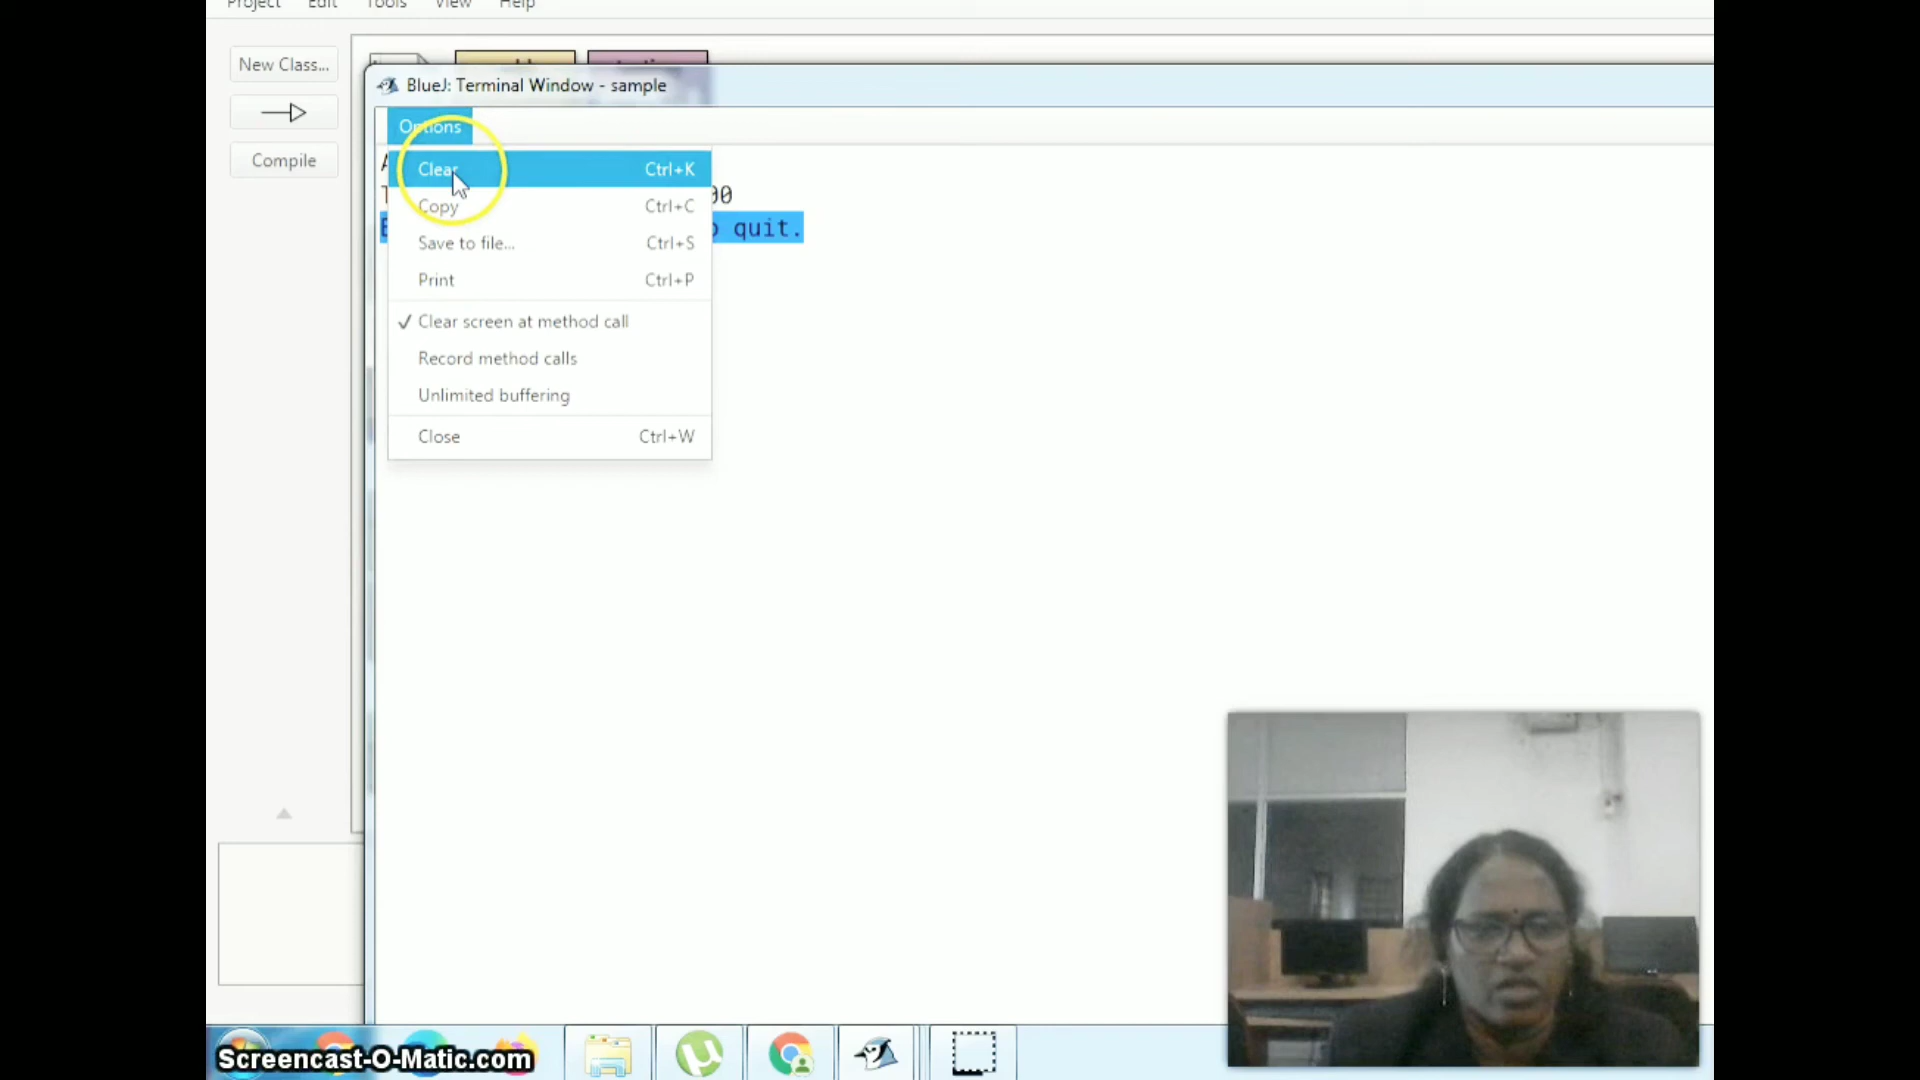 Project Edit Tools View Help
New Class...
Compile
BlueJ: Terminal Window - sample
Options
Clear Ctrl+K
Copy Ctrl+C
00
quit.
Save to file... Ctrl+S
Print Ctrl+P
✓ Clear screen at method call
Record method calls
Unlimited buffering
Close Ctrl+W
Screencast-O-Matic.com